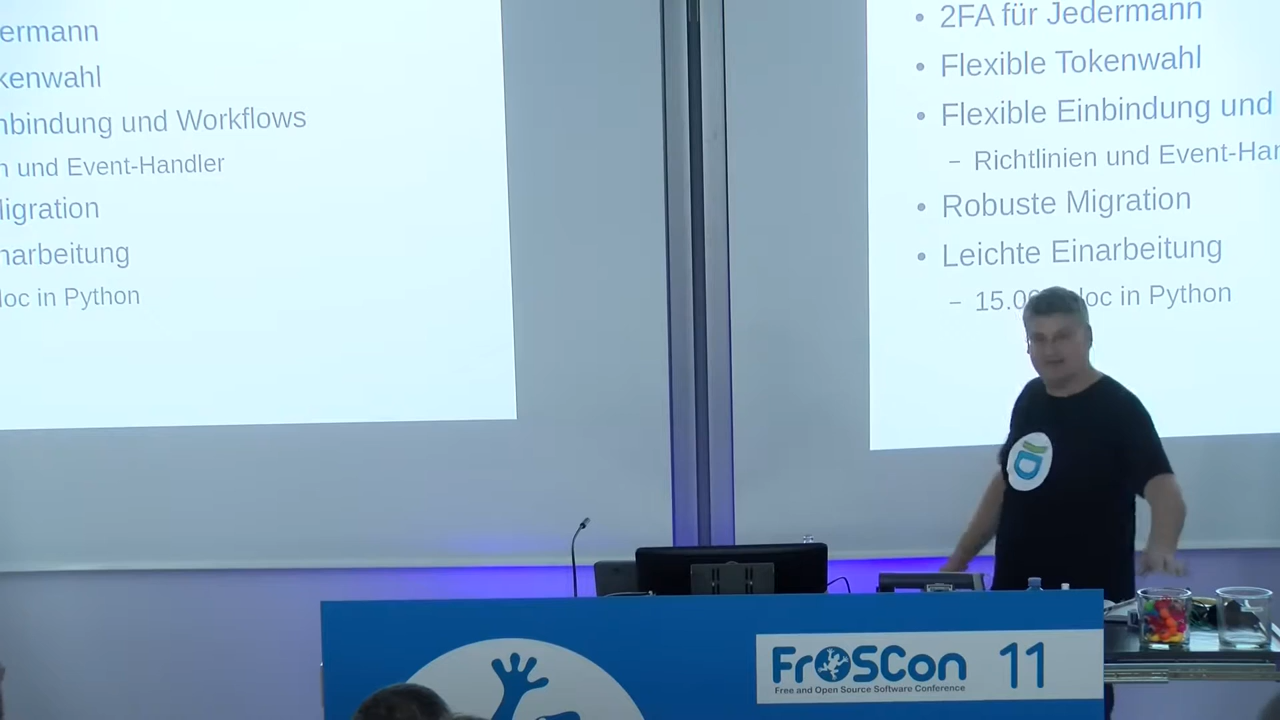 ermann
kenwahl
nbindung und Workflows
n und Event-Handler
igration
narbeitung
loc in Python
• 2FA für Jedermann
• Flexible Tokenwahl
• Flexible Einbindung und
– Richtlinien und Event-Har
• Robuste Migration
• Leichte Einarbeitung
– 15.0 loc in Python
FrOSCon 11
Free and Open Source Software Conference